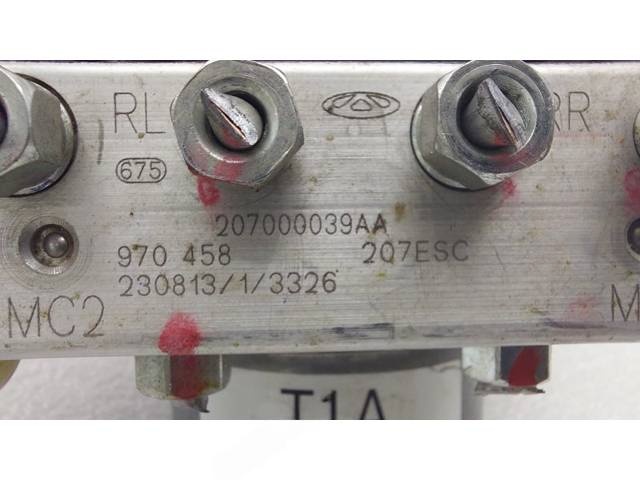 RL RR
675
207000039AA
970 458 207ESC
230813/1/3326
MC2 M
T1A